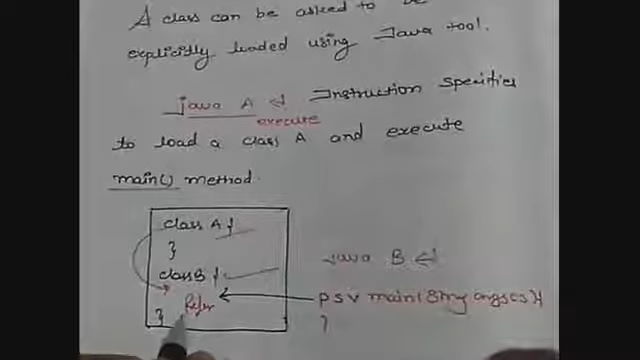 A class can be asked to be
explicitly loaded using Java tool.
java A ↵ Instruction specifies
execute
to load a class A and execute
main() method.
class A {
}
class B {
Refer
}
java B ↵
P S V main(String args[]){
}